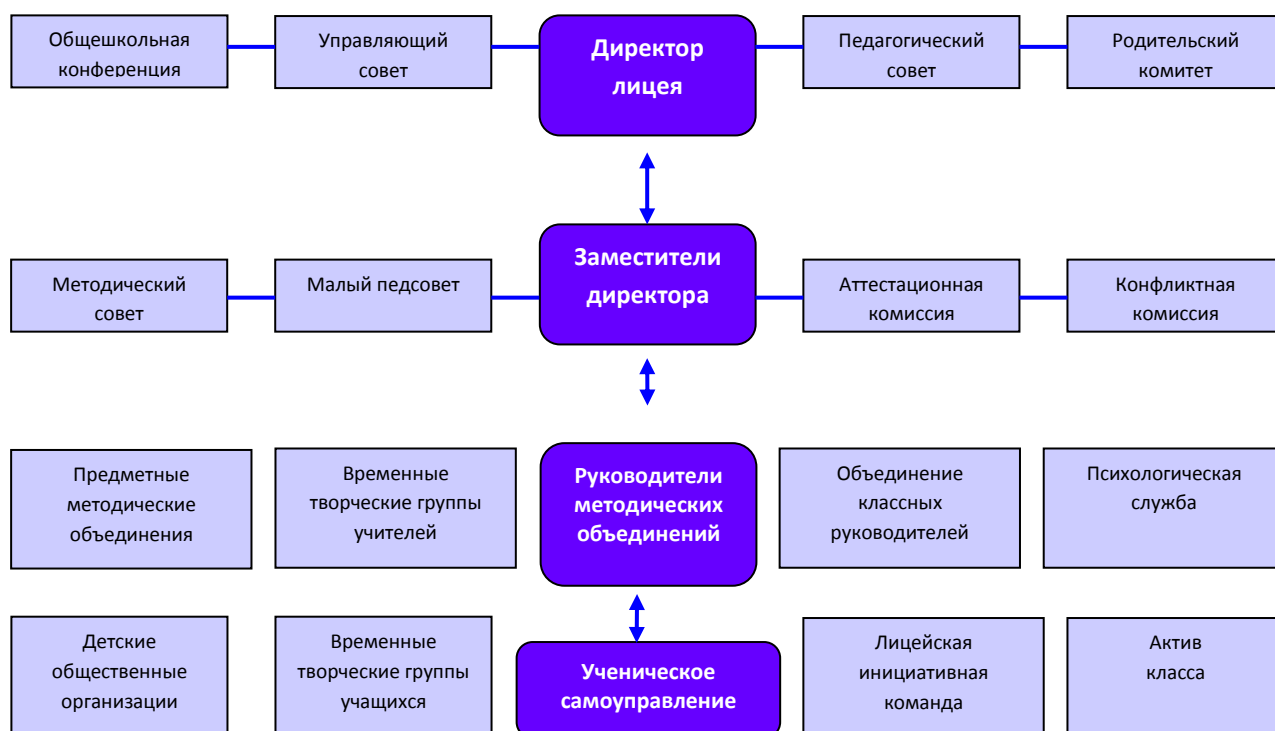 Общешкольная
конференция
Управляющий
совет
Директор
лицея
Педагогический
совет
Родительский
комитет
Методический
совет
Малый педсовет
Заместители
директора
Аттестационная
комиссия
Конфликтная
комиссия
Предметные
методические
объединения
Временные
творческие группы
учителей
Руководители
методических
объединений
Объединение
классных
руководителей
Психологическая
служба
Детские
общественные
организации
Временные
творческие группы
учащихся
Ученическое
самоуправление
Лицейская
инициативная
команда
Актив
класса